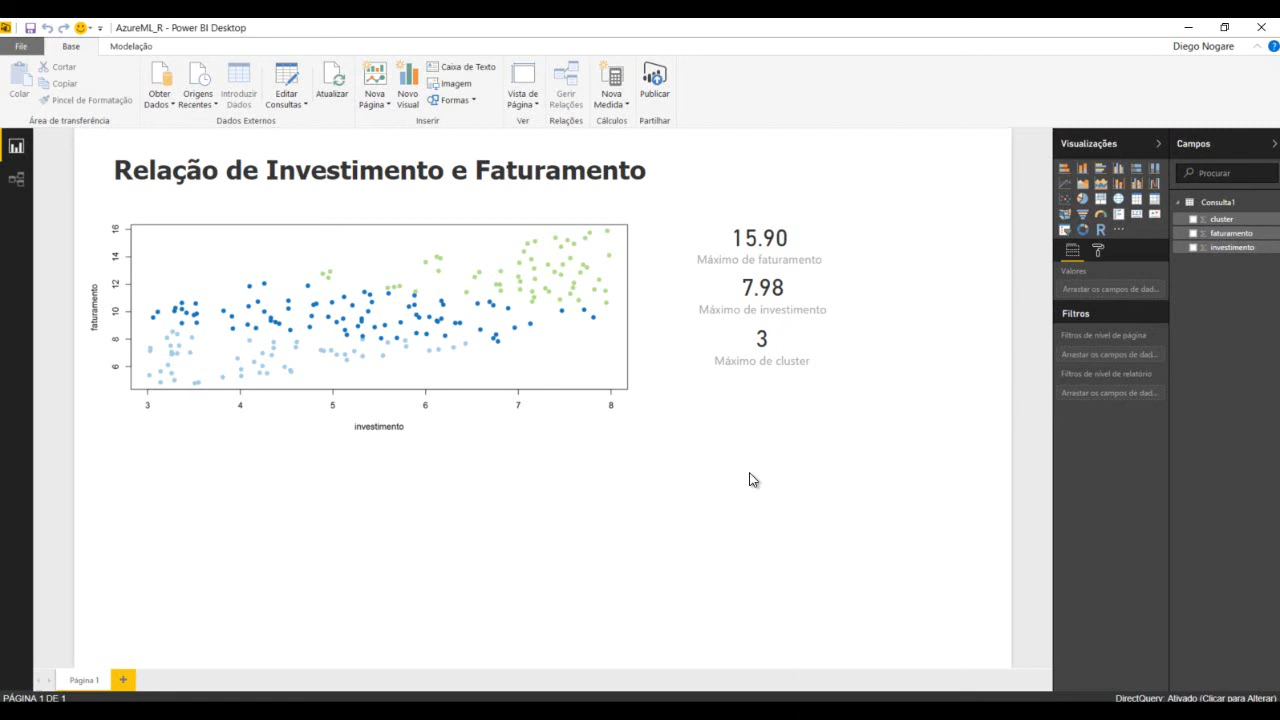 AzureML_R - Power BI Desktop
File
Base
Modelação
Diego Nogare
Colar
Cortar
Copiar
Pincel de Formatação
Área de transferência
Obter Dados
Origens Recentes
Introduzir Dados
Editar Consultas
Atualizar
Dados Externos
Nova Página
Novo Visual
Caixa de Texto
Imagem
Formas
Inserir
Vista de Página
Ver
Gerir Relações
Relações
Nova Medida
Cálculos
Publicar
Partilhar
Relação de Investimento e Faturamento
faturamento
16
14
12
10
8
6
3 4 5 6 7 8
investimento
15.90
Máximo de faturamento
7.98
Máximo de investimento
3
Máximo de cluster
Visualizações
R
Valores
Arrastar os campos de dad...
Filtros
Filtros de nível de página
Arrastar os campos de dad...
Filtros de nível de relatório
Arrastar os campos de dad...
Campos
Procurar
Consulta1
cluster
faturamento
investimento
Página 1
PÁGINA 1 DE 1
DirectQuery: Ativado (Clicar para Alterar)